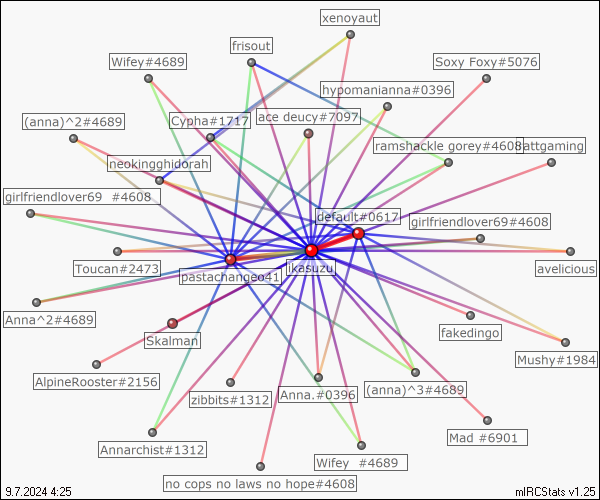 xenoyaut
frisout
Wifey#4689
Soxy Foxy#5076
hypomanianna#0396
(anna)^2#4689
Cypha#1717
ace deucy#7097
ramshackle gorey#4608
attgaming
neokingghidorah
girlfriendlover69 #4608
default#0617
girlfriendlover69#4608
Toucan#2473
pastachangeo41
ikasuzu
avelicious
Anna^2#4689
Skalman
fakedingo
Mushy#1984
AlpineRooster#2156
zibbits#1312
Anna.#0396
(anna)^3#4689
Annarchist#1312
Mad #6901
no cops no laws no hope#4608
Wifey #4689
9.7.2024 4:25
mIRCStats v1.25